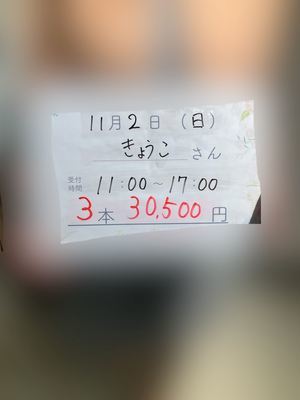 11月2日 (日)
きょうこ さん
受付時間 11:00~17:00
3本 30,500円